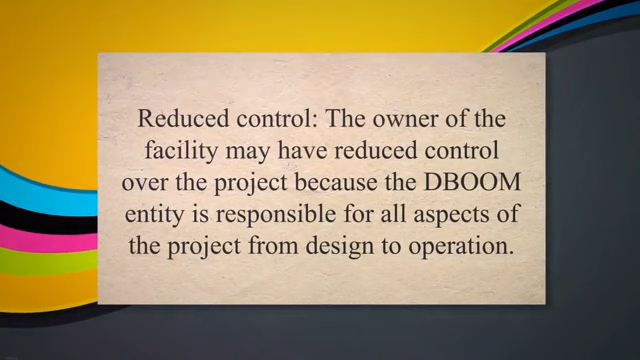 Reduced control: The owner of the
facility may have reduced control
over the project because the DBOOM
entity is responsible for all aspects of
the project from design to operation.